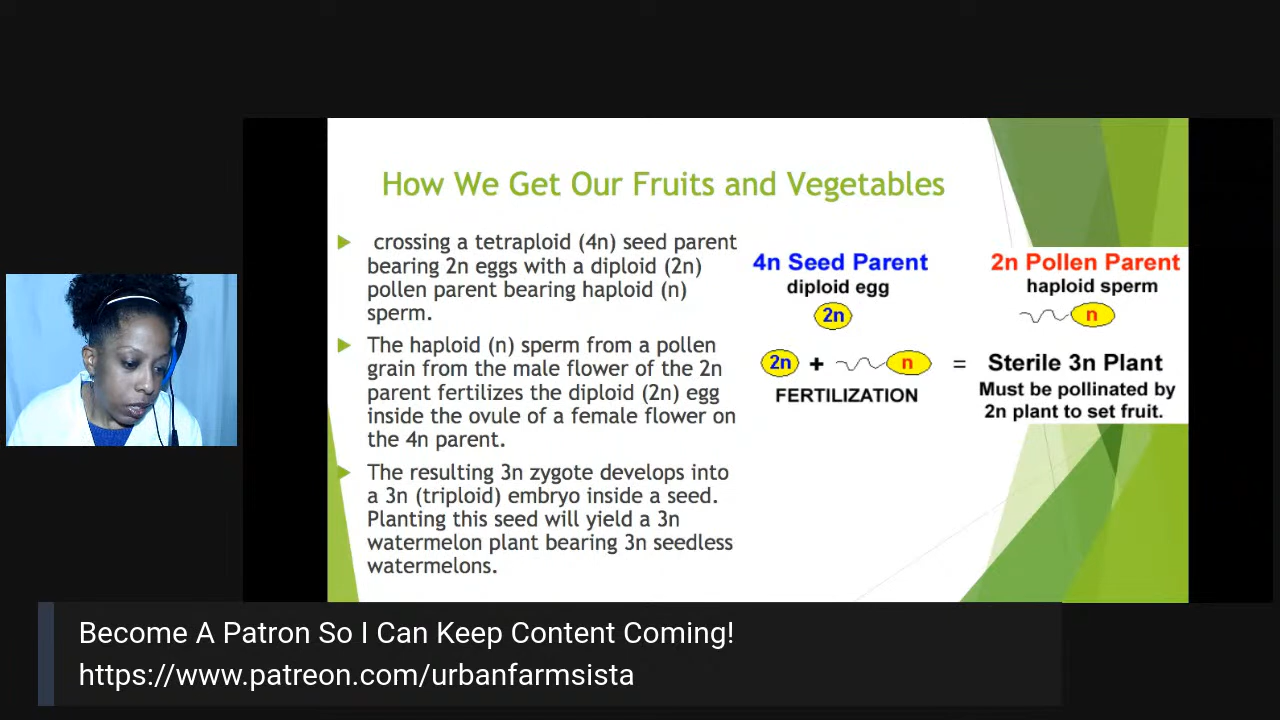 How We Get Our Fruits and Vegetables
crossing a tetraploid (4n) seed parent
bearing 2n eggs with a diploid (2n)
pollen parent bearing haploid (n)
sperm.
The haploid (n) sperm from a pollen
grain from the male flower of the 2n
parent fertilizes the diploid (2n) egg
inside the ovule of a female flower on
the 4n parent.
The resulting 3n zygote develops into
a 3n (triploid) embryo inside a seed.
Planting this seed will yield a 3n
watermelon plant bearing 3n seedless
watermelons.
4n Seed Parent
diploid egg
2n
2n Pollen Parent
haploid sperm
n
2n + n = Sterile 3n Plant
FERTILIZATION
Must be pollinated by
2n plant to set fruit.
Become A Patron So I Can Keep Content Coming!
https://www.patreon.com/urbanfarmsista